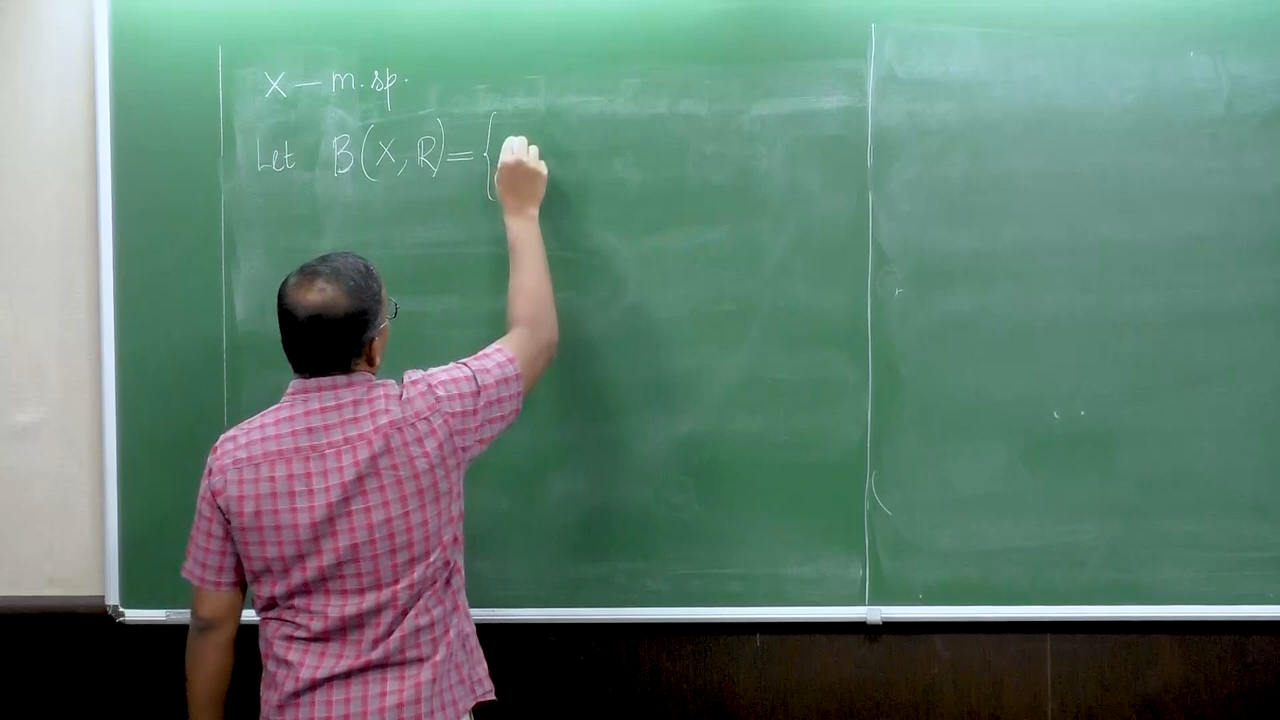 X — m. sp.
Let B(X, R) = {